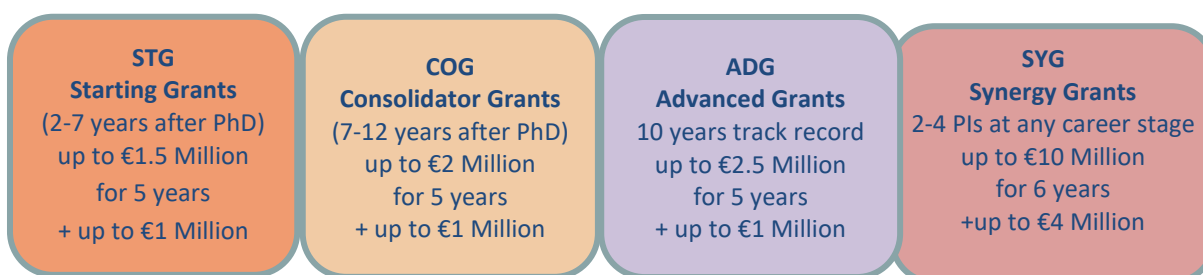 STG
Starting Grants
(2-7 years after PhD)
up to €1.5 Million
for 5 years
+ up to €1 Million
COG
Consolidator Grants
(7-12 years after PhD)
up to €2 Million
for 5 years
+ up to €1 Million
ADG
Advanced Grants
10 years track record
up to €2.5 Million
for 5 years
+ up to €1 Million
SYG
Synergy Grants
2-4 PIs at any career stage
up to €10 Million
for 6 years
+up to €4 Million